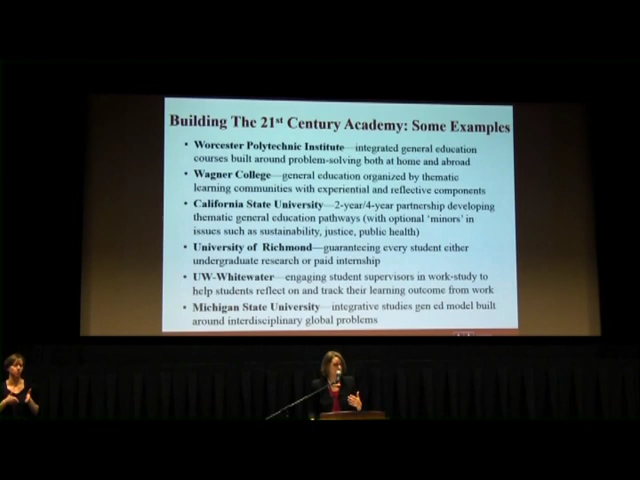 Building The 21st Century Academy: Some Examples
• Worcester Polytechnic Institute—integrated general education
courses built around problem-solving both at home and abroad
• Wagner College—general education organized by thematic
learning communities with experiential and reflective components
• California State University—2-year/4-year partnership developing
thematic general education pathways (with optional 'minors' in
issues such as sustainability, justice, public health)
• University of Richmond—guaranteeing every student either
undergraduate research or paid internship
• UW-Whitewater—engaging student supervisors in work-study to
help students reflect on and track their learning outcome from work
• Michigan State University—integrative studies gen ed model built
around interdisciplinary global problems